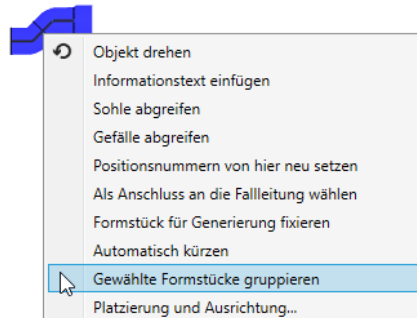 Objekt drehen
Informationstext einfügen
Sohle abgreifen
Gefälle abgreifen
Positionsnummern von hier neu setzen
Als Anschluss an die Fallleitung wählen
Formstück für Generierung fixieren
Automatisch kürzen
Gewählte Formstücke gruppieren
Platzierung und Ausrichtung...